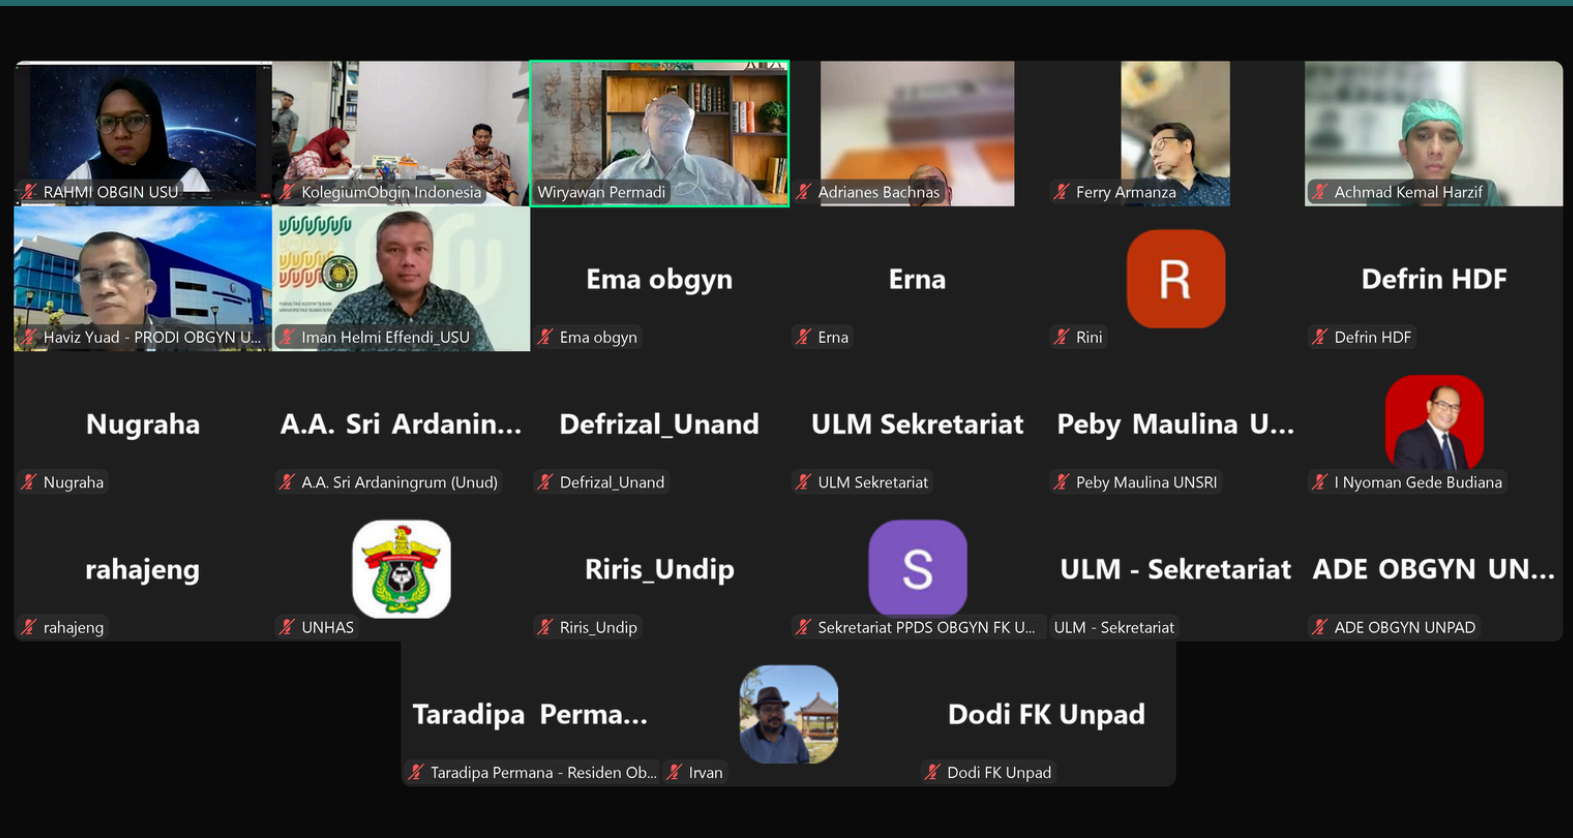 RAHMI OBGIN USU
KolegiumObgin Indonesia
Wiryawan Permadi
Adrianes Bachnas
Ferry Armanza
Achmad Kemal Harzif
Haviz Yuad - PRODI OBGYN U...
Iman Helmi Effendi_USU
Ema obgyn
Ema obgyn
Erna
Erna
R
Rini
Defrin HDF
Defrin HDF
Nugraha
Nugraha
A.A. Sri Ardanin...
A.A. Sri Ardaningrum (Unud)
Defrizal_Unand
Defrizal_Unand
ULM Sekretariat
ULM Sekretariat
Peby Maulina U...
Peby Maulina UNSRI
I Nyoman Gede Budiana
rahajeng
rahajeng
UNHAS
Riris_Undip
Riris_Undip
S
Sekretariat PPDS OBGYN FK U...
ULM - Sekretariat
ULM - Sekretariat
ADE OBGYN UN...
ADE OBGYN UNPAD
Taradipa Perma...
Taradipa Permana - Residen Ob...
Irvan
Dodi FK Unpad
Dodi FK Unpad